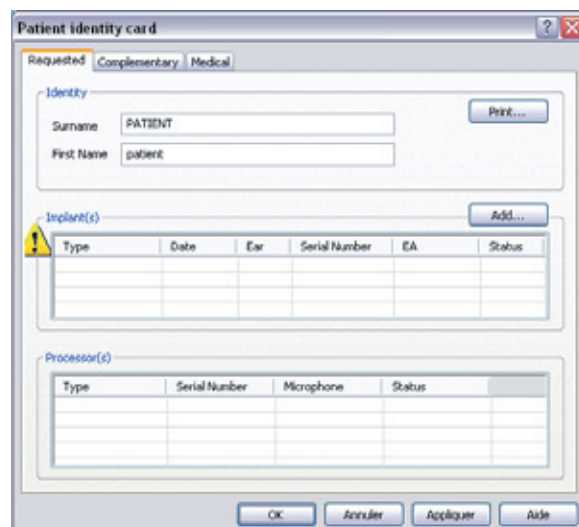 Patient identity card
Requested Complementary Medical
Identity
Print...
Surname PATIENT
First Name patient
Implant(s)
Add...
Type Date Ear Serial Number EA Status
Processor(s)
Type Serial Number Microphone Status
OK Annuler Appliquer Aide